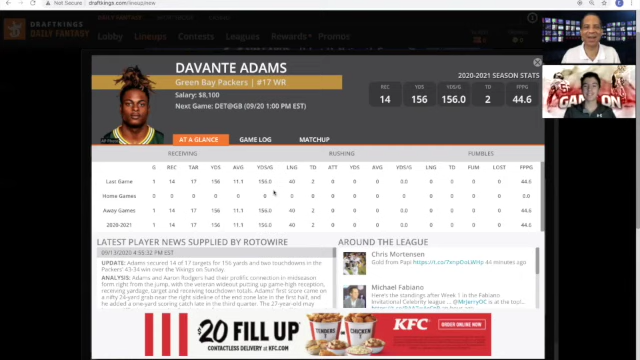 Not Secure | draftkings.com/lineup/new
DRAFTKINGS
DAILY FANTASY
DAILY FANTASY
Lobby Lineups Contests Leagues Rewards Promos
DAVANTE ADAMS
Green Bay Packers | #17 WR
Salary: $8,100
Next Game: DET@GB (09/20 1:00 PM EST)
2020-2021 SEASON STATS
REC YDS YDS/G TD FPPG
14 156 156.0 2 44.6
AT A GLANCE GAME LOG MATCHUP
RECEIVING RUSHING FUMBLES
G REC TAR YDS AVG YDS/G LNG TD ATT YDS YDS/G LNG TD FUM LOST FPPG
Last Game 1 14 17 156 11.1 156.0 40 2 0 0 0.0 0 0 0 0 44.6
Home Games 0 0 0 0 0 0 0 0 0 0 0.0 0 0 0 0 0.0
Away Games 1 14 17 156 11.1 156.0 40 2 0 0 0.0 0 0 0 0 44.6
2020-2021 1 14 17 156 11.1 156.0 40 2 0 0 0.0 0 0 0 0 44.6
LATEST PLAYER NEWS SUPPLIED BY ROTOWIRE
09/13/2020 4:55:32 PM EST
UPDATE: Adams secured 14 of 17 targets for 156 yards and two touchdowns in the
Packers' 43-34 win over the Vikings on Sunday.
ANALYSIS: Adams and Aaron Rodgers had their prolific connection in midseason
form right from the jump, with the veteran wideout putting up game high reception,
receiving yardage, target and receiving touchdown totals. Adams' first score came on
a nifty 24-yard grab near the right sideline of the end zone late in the first half, and
he added a one-yard scoring catch late in the third quarter. The 27-year-old may
AROUND THE LEAGUE
Chris Mortensen
Gold from Papi 44 minutes ago
Michael Fabiano
Here's the standings after Week 1 in the Fabiano
Invitational Celebrity league
GAME ON
$20 FILL UP
CONTACTLESS DELIVERY AT KFC.COM
TENDERS
CHICKEN
KFC
ORDER ONLINE NOW